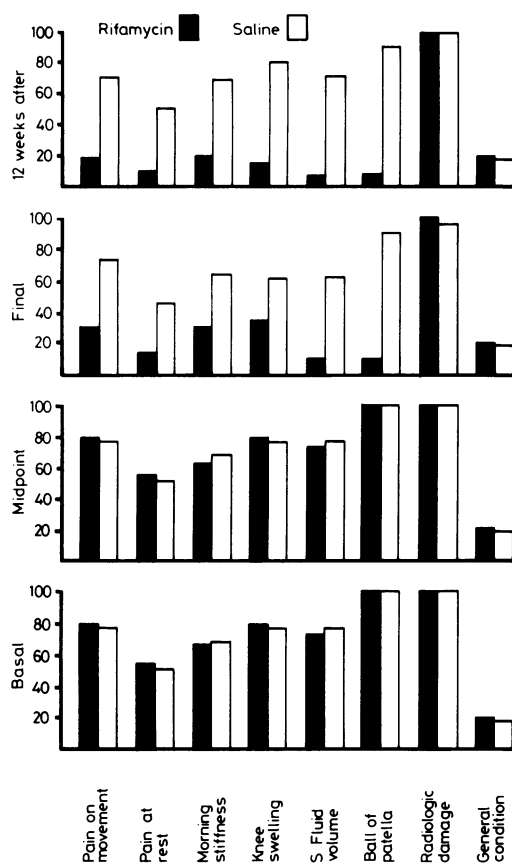 Rifamycin Saline
12 weeks after
100
80
60
40
20
Final
100
80
60
40
20
Midpoint
100
80
60
40
20
Basal
100
80
60
40
20
Pain on
movement
Pain at
rest
Morning
stiffness
Knee
swelling
S Fluid
volume
Ball of
patella
Radiologic
damage
General
condition